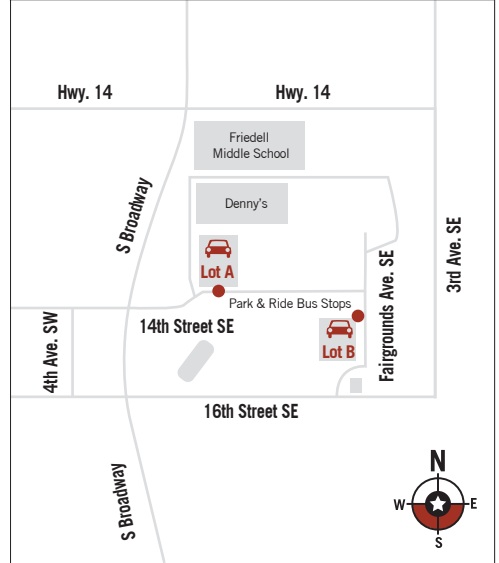 Hwy. 14
Hwy. 14
Friedell
Middle School
S Broadway
Denny's
3rd Ave. SE
Lot A
Fairgrounds Ave. SE
Park & Ride Bus Stops
4th Ave. SW
14th Street SE
Lot B
16th Street SE
S Broadway
N
W
E
S